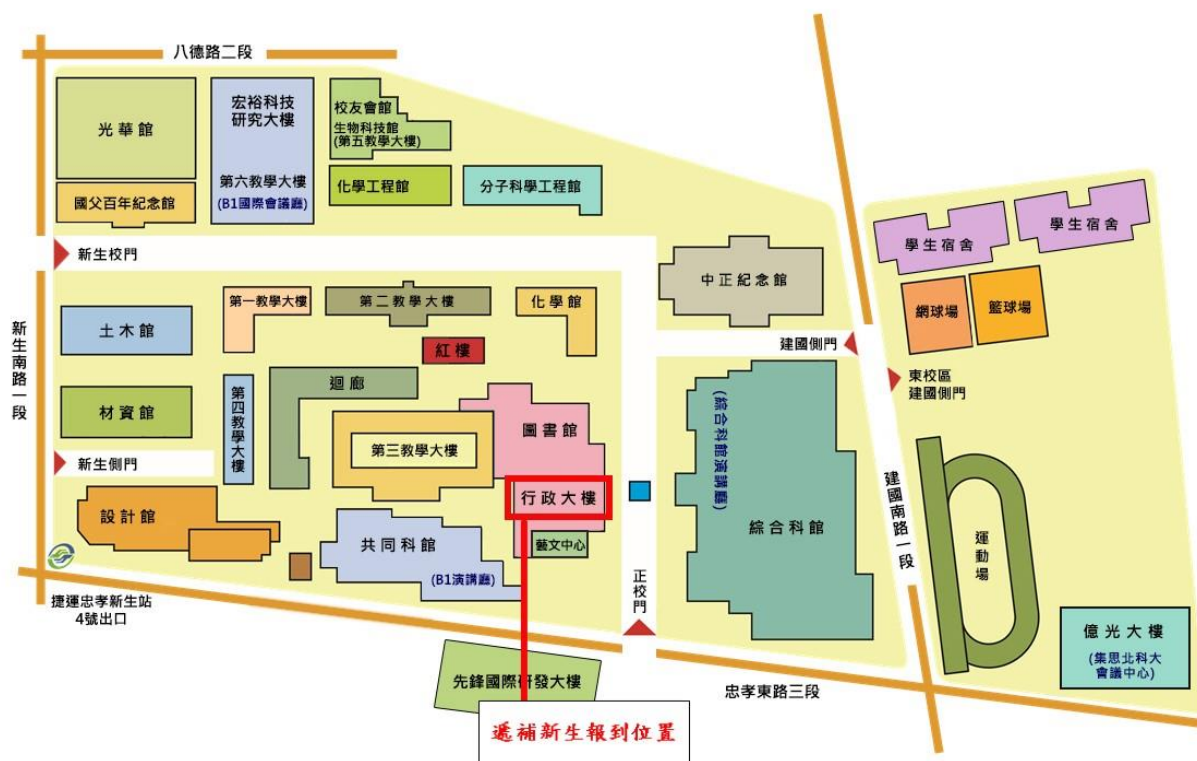 八德路二段
光華館
宏裕科技
研究大樓
第六教學大樓
(B1國際會議廳)
校友會館
生物科技館
(第五教學大樓)
國父百年紀念館
化學工程館
分子科學工程館
新生校門
中正紀念館
學生宿舍
學生宿舍
第一教學大樓
第二教學大樓
化學館
網球場
籃球場
土木館
紅樓
建國側門
新生南路一段
迴廊
東校區
建國側門
材資館
第四教學大樓
圖書館
(綜合科館演講廳)
第三教學大樓
新生側門
行政大樓
設計館
綜合科館
建國南路一段
運動場
共同科館
(B1演講廳)
藝文中心
正校門
捷運忠孝新生站
4號出口
億光大樓
(集思北科大
會議中心)
先鋒國際研發大樓
忠孝東路三段
遞補新生報到位置